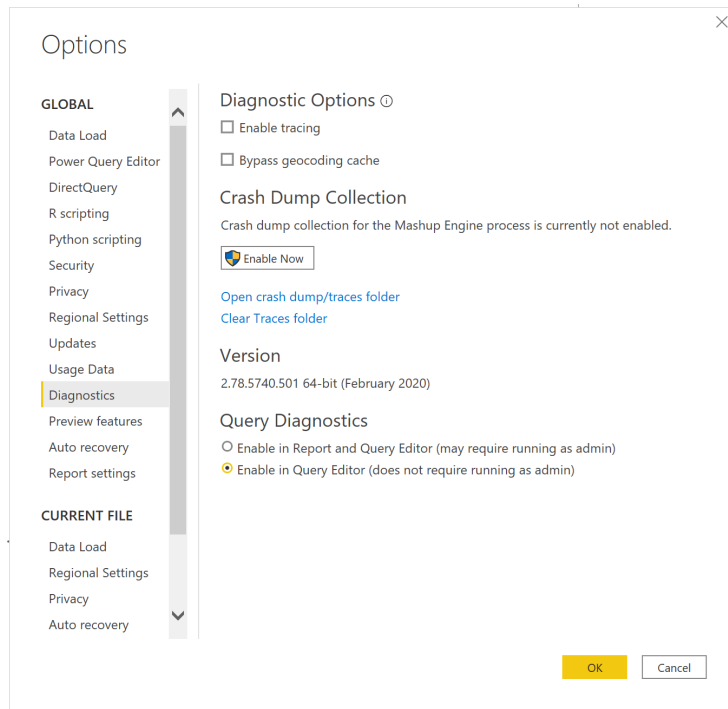 Options
GLOBAL
Data Load
Power Query Editor
DirectQuery
R scripting
Python scripting
Security
Privacy
Regional Settings
Updates
Usage Data
Diagnostics
Preview features
Auto recovery
Report settings
CURRENT FILE
Data Load
Regional Settings
Privacy
Auto recovery
Diagnostic Options
Enable tracing
Bypass geocoding cache
Crash Dump Collection
Crash dump collection for the Mashup Engine process is currently not enabled.
Enable Now
Open crash dump/traces folder
Clear Traces folder
Version
2.78.5740.501 64-bit (February 2020)
Query Diagnostics
Enable in Report and Query Editor (may require running as admin)
Enable in Query Editor (does not require running as admin)
OK
Cancel